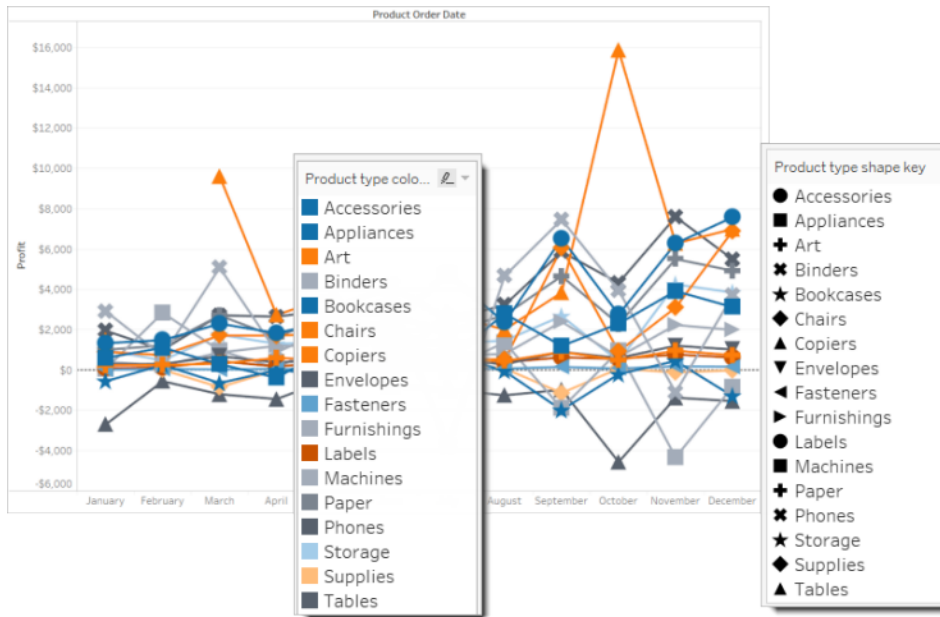 Product Order Date
$16,000
$14,000
$12,000
$10,000
$8,000
$6,000
$4,000
$2,000
$0
-$2,000
-$4,000
-$6,000
Profit
January February March April August September October November December
Product type colo...
Accessories
Appliances
Art
Binders
Bookcases
Chairs
Copiers
Envelopes
Fasteners
Furnishings
Labels
Machines
Paper
Phones
Storage
Supplies
Tables
Product type shape key
Accessories
Appliances
Art
Binders
Bookcases
Chairs
Copiers
Envelopes
Fasteners
Furnishings
Labels
Machines
Paper
Phones
Storage
Supplies
Tables